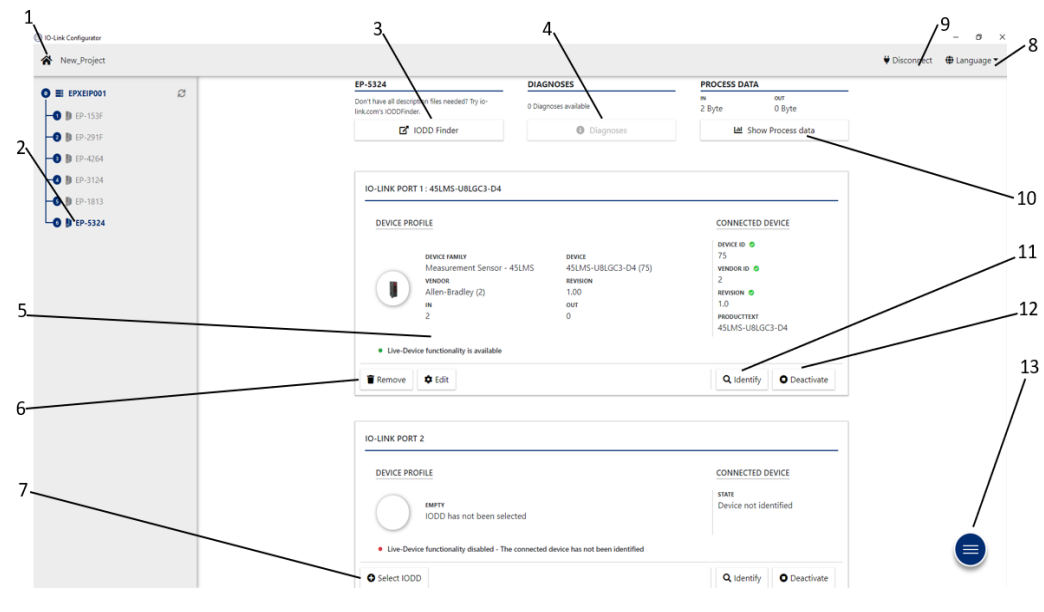 1
3
4
9
IO-Link Configurator
8
New_Project
Disconnect
Language
0 EPXEIP001
1 EP-153F
2 EP-291F
3 EP-4264
4 EP-3124
5 EP-1813
6 EP-5324
2
EP-5324
Don't have all description files needed? Try io-
link.com's IODDFinder.
IODD Finder
DIAGNOSES
0 Diagnoses available
Diagnoses
PROCESS DATA
IN
2 Byte
OUT
0 Byte
Show Process data
10
IO-LINK PORT 1 : 45LMS-U8LGC3-D4
DEVICE PROFILE
DEVICE FAMILY
Measurement Sensor - 45LMS
VENDOR
Allen-Bradley (2)
IN
2
DEVICE
45LMS-U8LGC3-D4 (75)
REVISION
1.00
OUT
0
CONNECTED DEVICE
DEVICE ID
75
VENDOR ID
2
REVISION
1.0
PRODUCTTEXT
45LMS-U8LGC3-D4
11
5
12
Live-Device functionality is available
Remove
Edit
Identify
Deactivate
6
13
IO-LINK PORT 2
DEVICE PROFILE
EMPTY
IODD has not been selected
CONNECTED DEVICE
STATE
Device not identified
7
Live-Device functionality disabled - The connected device has not been identified
Select IODD
Identify
Deactivate